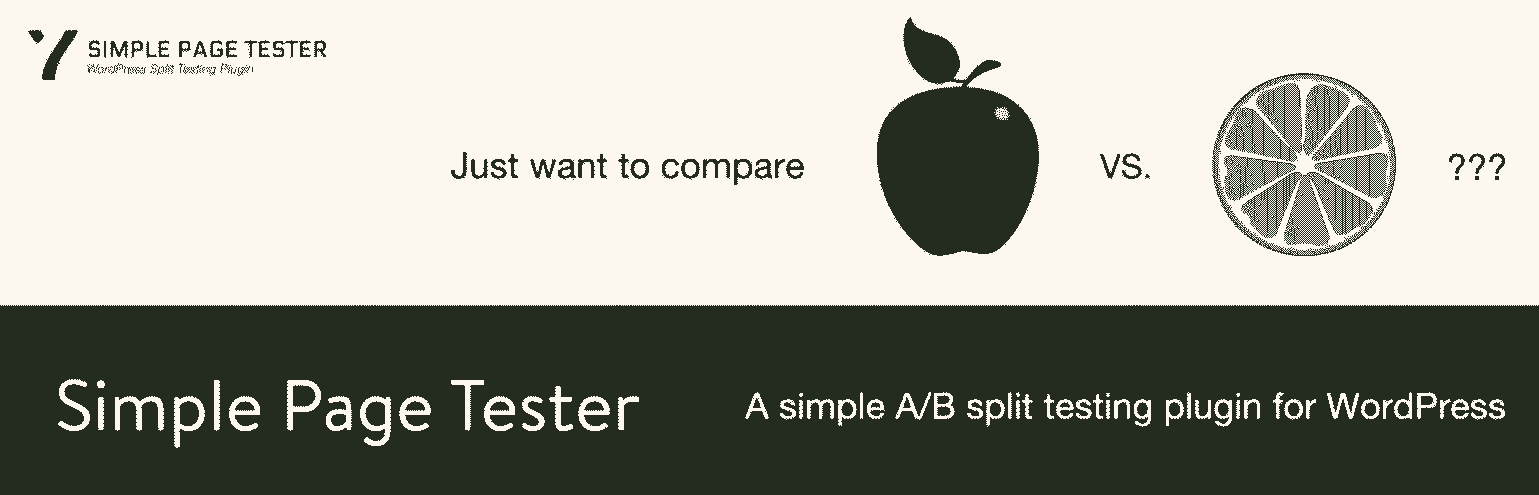 SIMPLE PAGE TESTER
WordPress Split Testing Plugin
Just want to compare VS. ???
Simple Page Tester
A simple A/B split testing plugin for WordPress